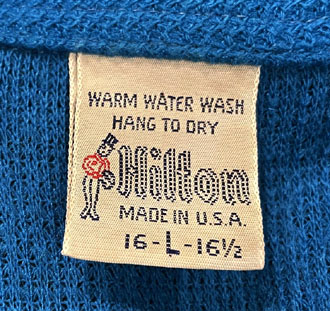 WARM WATER WASH
HANG TO DRY
Hilton
MADE IN U.S.A.
16-L-16½